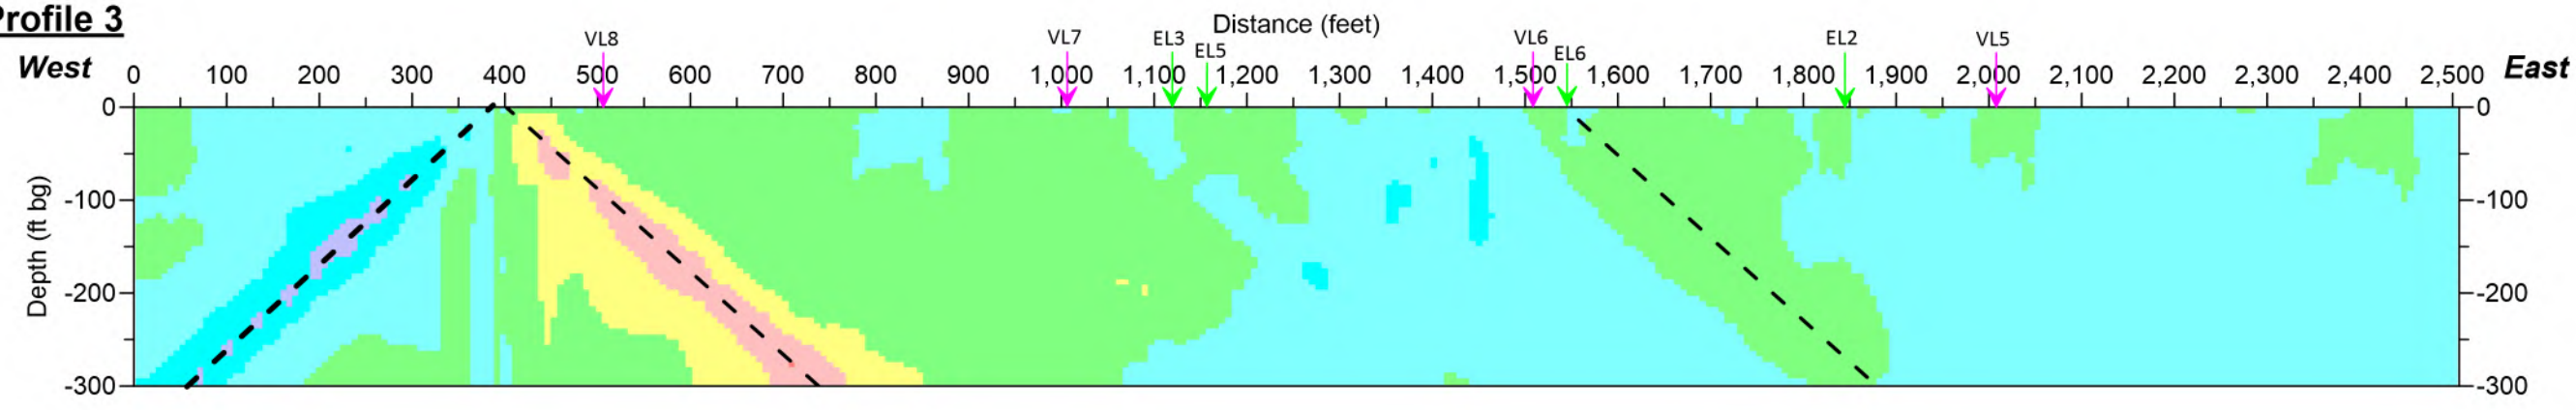 Profile 3
Distance (feet)
VL8 VL7 EL3 EL5 VL6 EL6 EL2 VL5
West 0 100 200 300 400 500 600 700 800 900 1,000 1,100 1,200 1,300 1,400 1,500 1,600 1,700 1,800 1,900 2,000 2,100 2,200 2,300 2,400 2,500 East
0 0
-100 -100
-200 -200
-300 -300
Depth (ft bg)